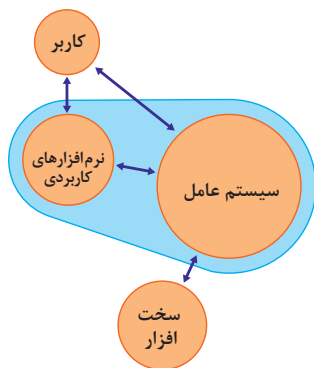 کاربر
نرم‌افزارهای
کاربردی
سیستم عامل
سخت
افزار